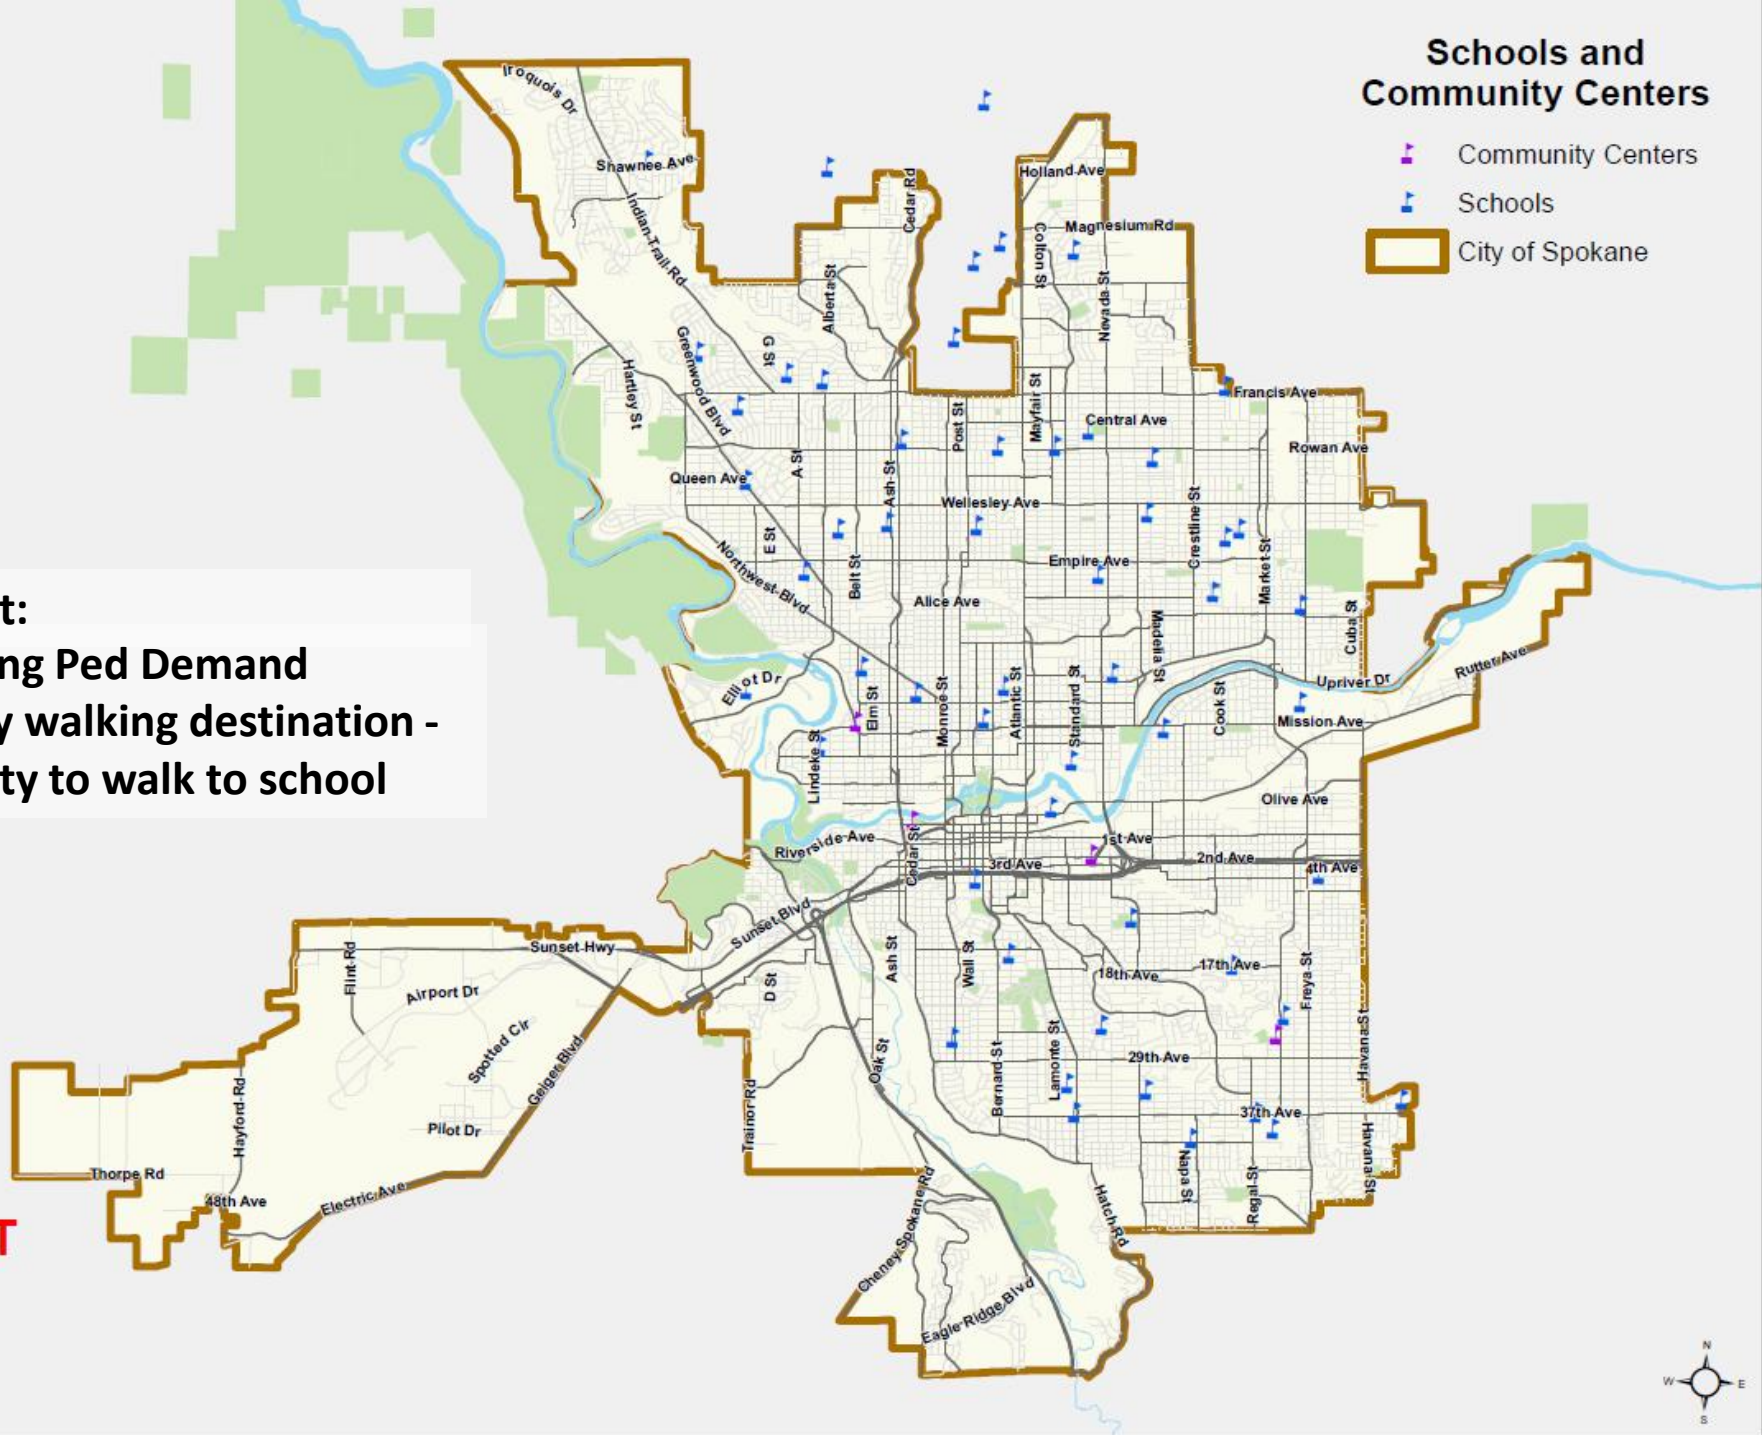 Schools and
Community Centers
Community Centers
Schools
City of Spokane
Iroquois Dr
Shawnee Ave
Indian Trail Rd
Cedar Rd
Holland Ave
Magnesium Rd
Colton St
Nevada St
Alberta St
G St
Greenwood Blvd
Hartley St
Francis Ave
Post St
Mayfair St
Central Ave
Rowan Ave
A St
Ash St
Queen Ave
Wellesley Ave
Crestline St
E St
Northwest Blvd
Belt St
Empire Ave
Market St
Alice Ave
Cuba St
Madelia St
t:
ng Ped Demand
y walking destination -
ty to walk to school
Elliot Dr
Elm St
Monroe St
Atlantic St
Standard St
Cook St
Upriver Dr
Rutter Ave
Mission Ave
Lindeke St
Olive Ave
Riverside Ave
Cedar St
3rd Ave
1st Ave
2nd Ave
4th Ave
Sunset Blvd
Sunset Hwy
Flint Rd
Airport Dr
D St
Ash St
Wall St
18th Ave
17th Ave
Freya St
Spotted Cir
Geiger Blvd
Oak St
Bernard St
Lamonte St
29th Ave
Havana St
Hayford Rd
Pilot Dr
Trainor Rd
37th Ave
Havana St
Thorpe Rd
48th Ave
Electric Ave
Napa St
Regal St
Cheney Spokane Rd
Hatch Rd
T
Eagle Ridge Blvd
N
W
E
S